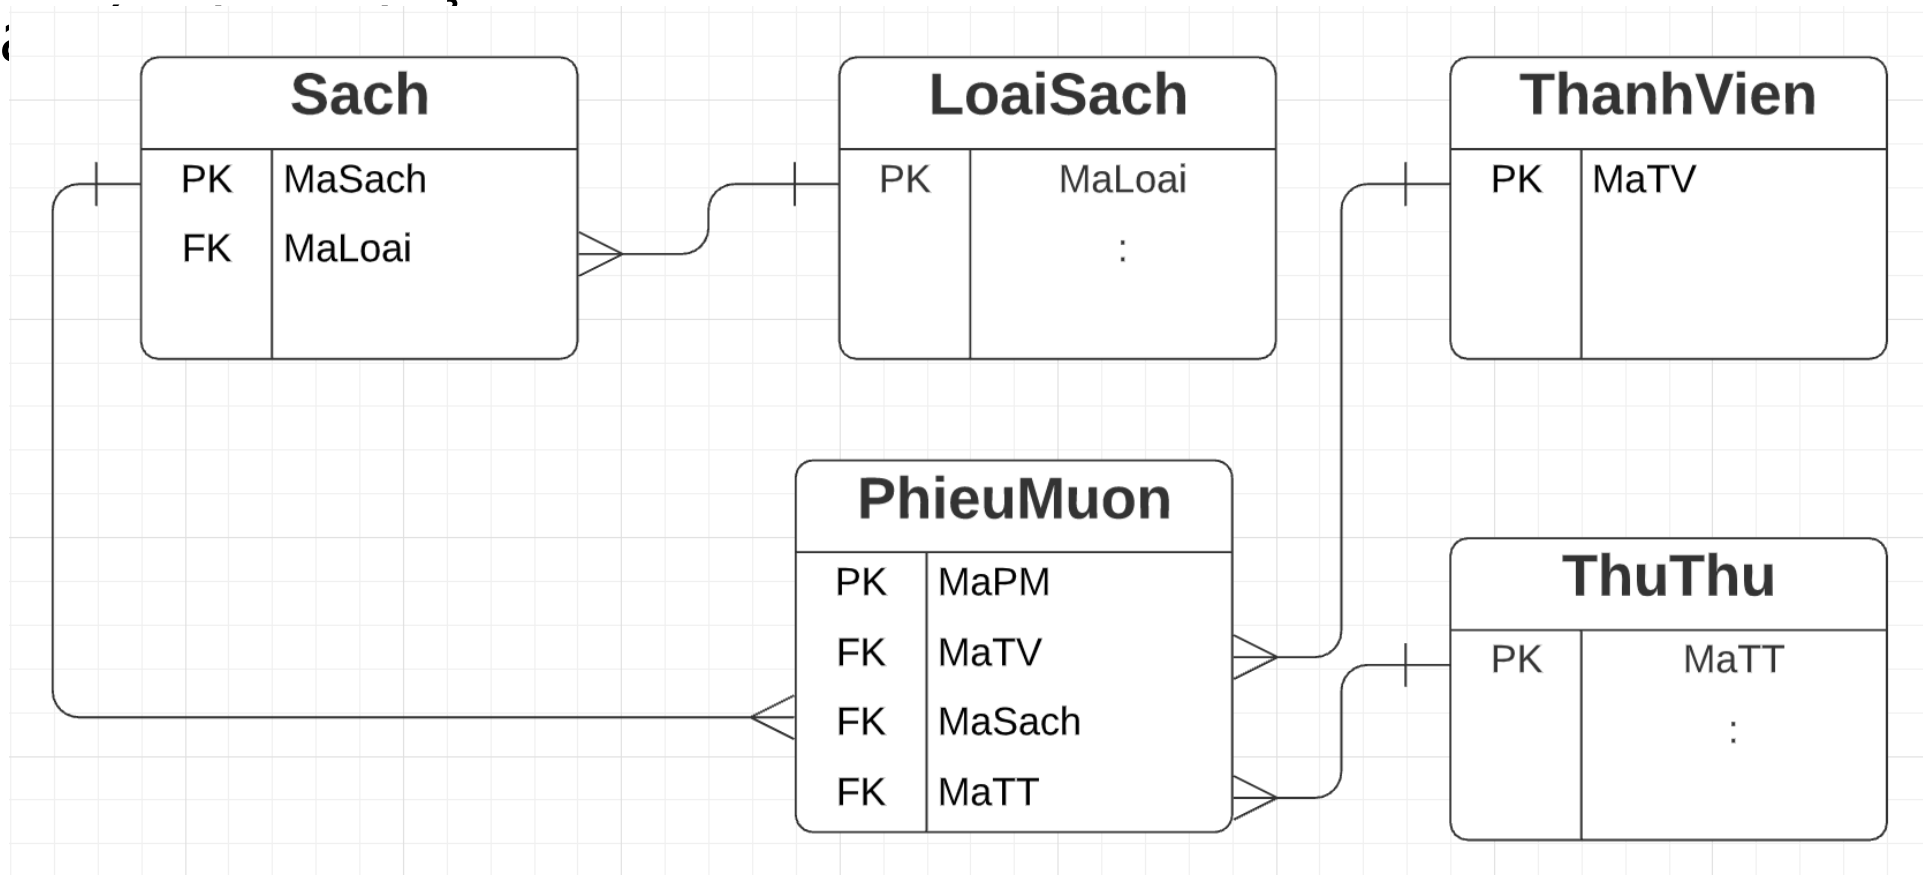 Sach
PK MaSach
FK MaLoai
LoaiSach
PK MaLoai
:
ThanhVien
PK MaTV
PhieuMuon
PK MaPM
FK MaTV
FK MaSach
FK MaTT
ThuThu
PK MaTT
: